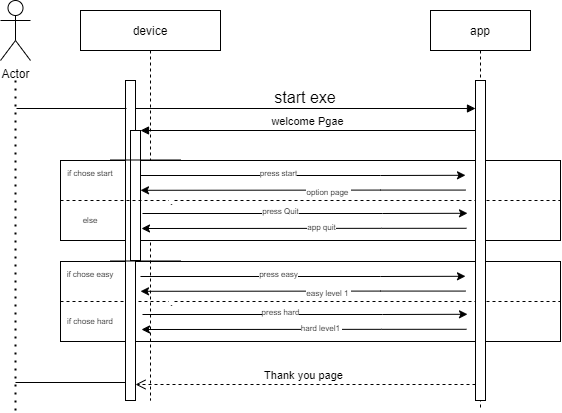 device
app
Actor
start exe
welcome Pgae
if chose start
press start
option page
press Quit
else
app quit
if chose easy
press easy
easy level 1
press hard
if chose hard
hard level1
Thank you page